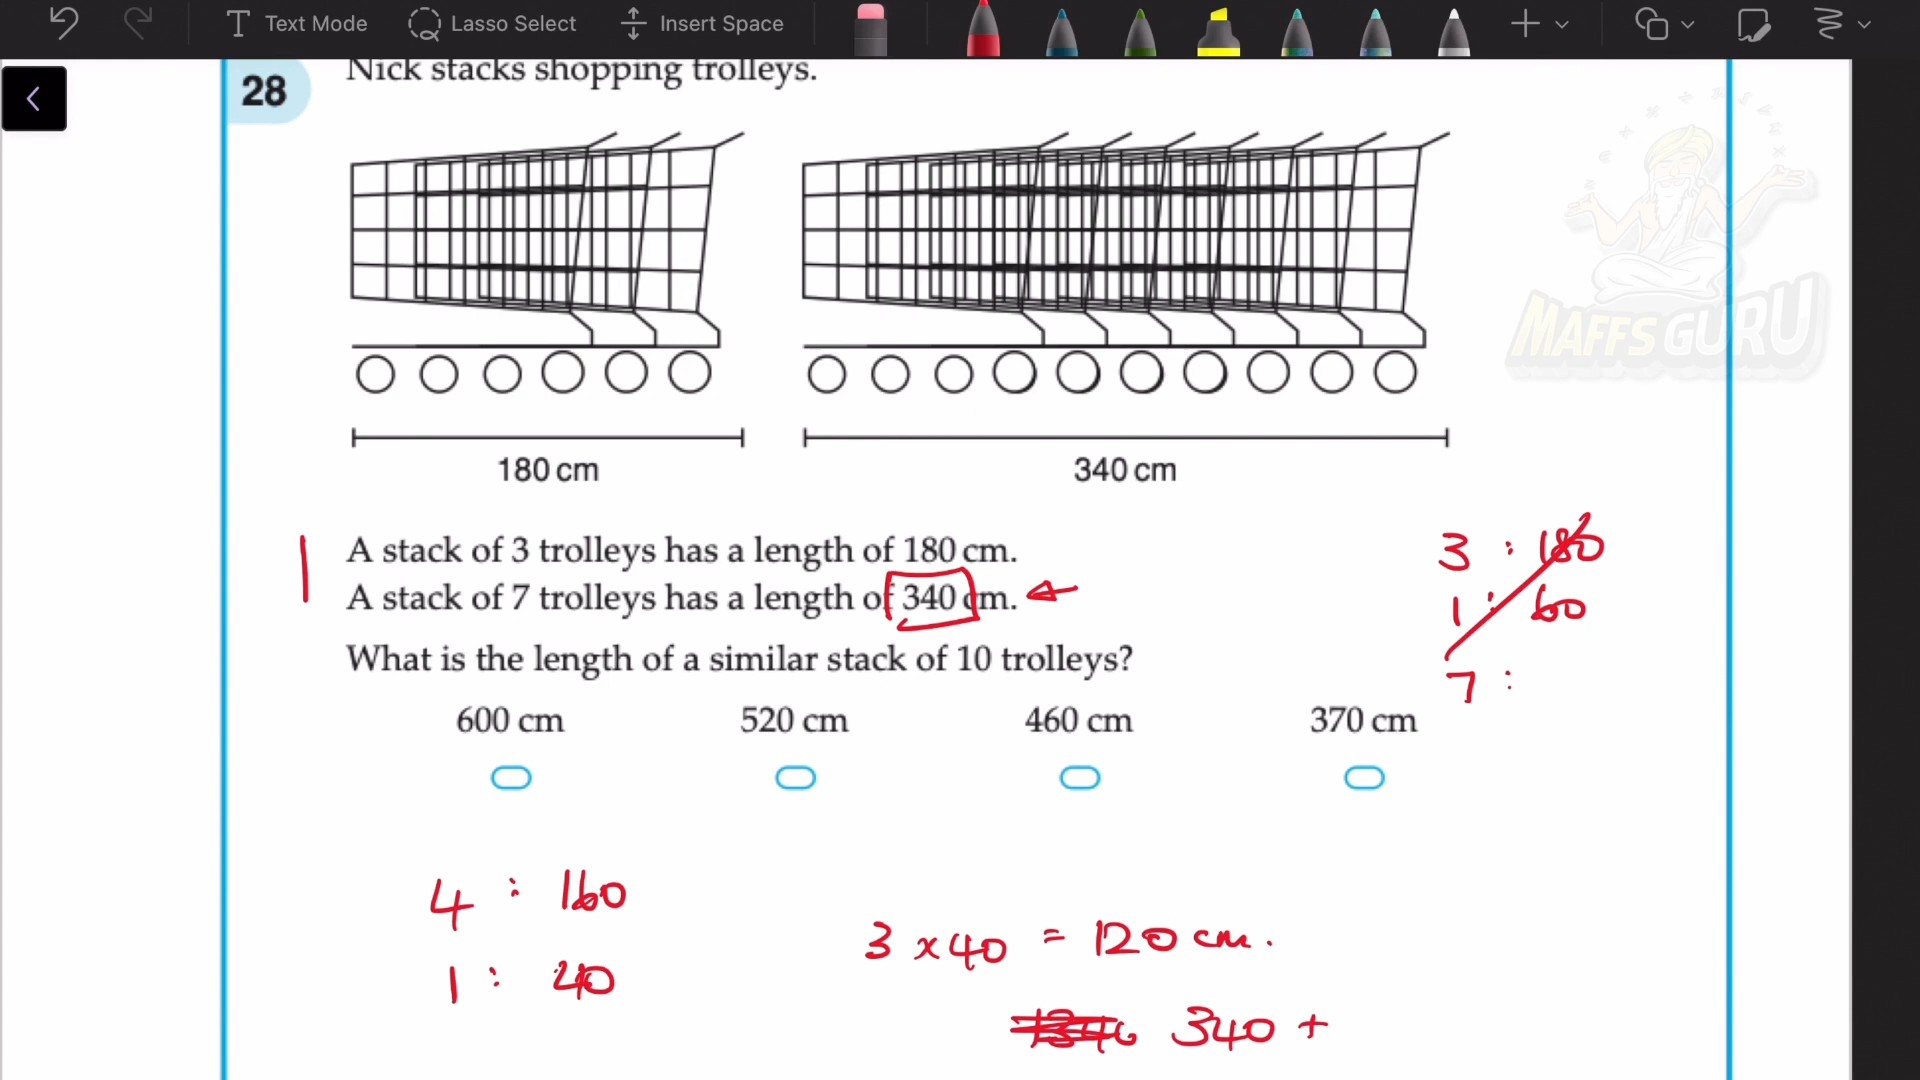 Text Mode Lasso Select Insert Space
28 Nick stacks shopping trolleys.
MAFFS GURU
180 cm 340 cm
A stack of 3 trolleys has a length of 180 cm.
A stack of 7 trolleys has a length of 340 cm.
What is the length of a similar stack of 10 trolleys?
600 cm 520 cm 460 cm 370 cm
3 : 180
1 : 60
7 :
4 : 160
1 : 40
3 x 40 = 120 cm.
340 +